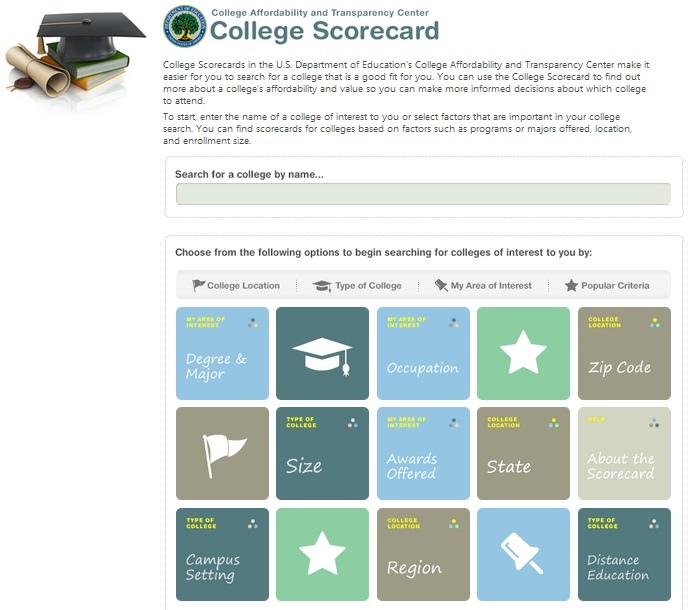 College Affordability and Transparency Center
College Scorecard
College Scorecards in the U.S. Department of Education's College Affordability and Transparency Center make it
easier for you to search for a college that is a good fit for you. You can use the College Scorecard to find out
more about a college's affordability and value so you can make more informed decisions about which college
to attend.
To start, enter the name of a college of interest to you or select factors that are important in your college
search. You can find scorecards for colleges based on factors such as programs or majors offered, location,
and enrollment size.
Search for a college by name...
Choose from the following options to begin searching for colleges of interest to you by:
College Location Type of College My Area of Interest Popular Criteria
MY AREA OF
INTEREST
Degree &
Major
MY AREA OF
INTEREST
Occupation
COLLEGE
LOCATION
Zip Code
TYPE OF
COLLEGE
Size
MY AREA OF
INTEREST
Awards
Offered
COLLEGE
LOCATION
State
HELP
About the
Scorecard
TYPE OF
COLLEGE
Campus
Setting
COLLEGE
LOCATION
Region
TYPE OF
COLLEGE
Distance
Education